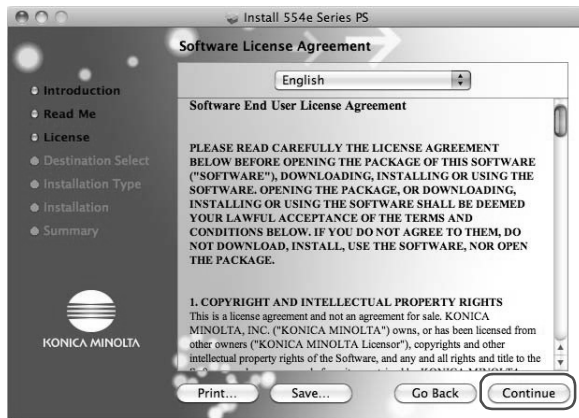 Install 554e Series PS
Software License Agreement
Introduction
Read Me
License
Destination Select
Installation Type
Installation
Summary
KONICA MINOLTA
English
Software End User License Agreement
PLEASE READ CAREFULLY THE LICENSE AGREEMENT
BELOW BEFORE OPENING THE PACKAGE OF THIS SOFTWARE
("SOFTWARE"), DOWNLOADING, INSTALLING OR USING THE
SOFTWARE. OPENING THE PACKAGE, OR DOWNLOADING,
INSTALLING OR USING THE SOFTWARE SHALL BE DEEMED
YOUR LAWFUL ACCEPTANCE OF THE TERMS AND
CONDITIONS BELOW. IF YOU DO NOT AGREE TO THEM, DO
NOT DOWNLOAD, INSTALL, USE THE SOFTWARE, NOR OPEN
THE PACKAGE.
1. COPYRIGHT AND INTELLECTUAL PROPERTY RIGHTS
This is a license agreement and not an agreement for sale. KONICA
MINOLTA, INC. ("KONICA MINOLTA") owns, or has been licensed from
other owners ("KONICA MINOLTA Licensor"), copyrights and other
intellectual property rights of the Software, and any and all rights and title to the
Print...
Save...
Go Back
Continue